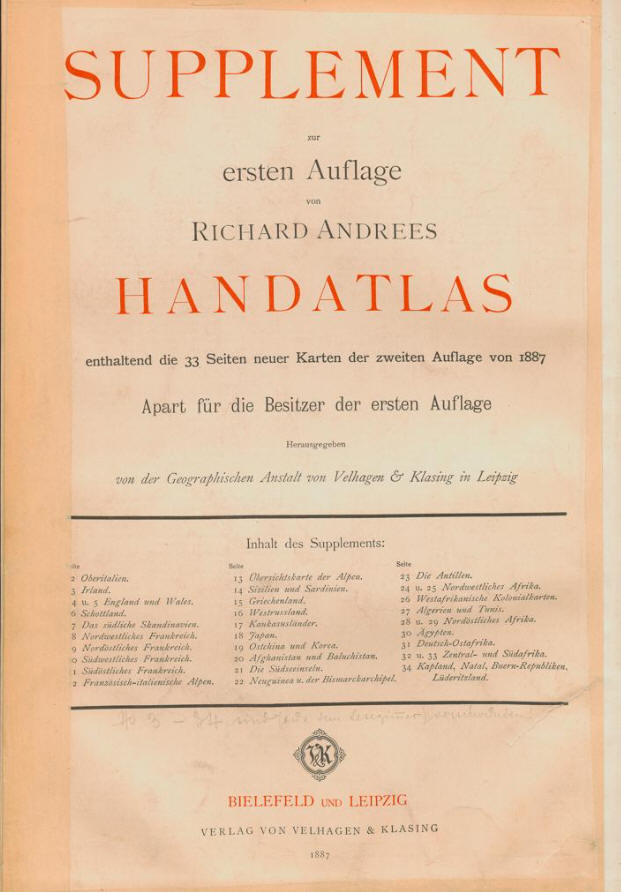 SUPPLEMENT
zur
ersten Auflage
von
RICHARD ANDREES
HANDATLAS
enthaltend die 33 Seiten neuer Karten der zweiten Auflage von 1887
Apart für die Besitzer der ersten Auflage
Herausgegeben
von der Geographischen Anstalt von Velhagen & Klasing in Leipzig
Inhalt des Supplements:
ite
2 Oberitalien.
3 Irland.
4 u. 5 England und Wales.
6 Schottland.
7 Das südliche Skandinavien.
8 Nordwestliches Frankreich.
9 Nordöstliches Frankreich.
0 Südwestliches Frankreich.
1 Südöstliches Frankreich.
2 Französisch-italienische Alpen.
Seite
13 Übersichtskarte der Alpen.
14 Sizilien und Sardinien.
15 Griechenland.
16 Westrussland.
17 Kaukasusländer.
18 Japan.
19 Ostchina und Korea.
20 Afghanistan und Baluchistan.
21 Die Südseeinseln.
22 Neuguinea u. der Bismarckarchipel.
Seite
23 Die Antillen.
24 u. 25 Nordwestliches Afrika.
26 Westafrikanische Kolonialkarten.
27 Algerien und Tunis.
28 u. 29 Nordöstliches Afrika.
30 Ägypten.
31 Deutsch-Ostafrika.
32 u. 33 Zentral- und Südafrika.
34 Kapland, Natal, Boern-Republiken,
Lüderitzland.
VK
BIELEFELD UND LEIPZIG
VERLAG VON VELHAGEN & KLASING
1887